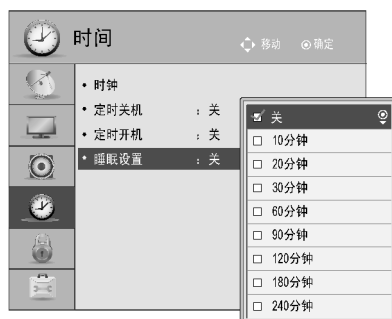 时间
移动 ◎确定
• 时钟
• 定时关机 : 关
• 定时开机 : 关
• 睡眠设置 : 关
关
10分钟
20分钟
30分钟
60分钟
90分钟
120分钟
180分钟
240分钟